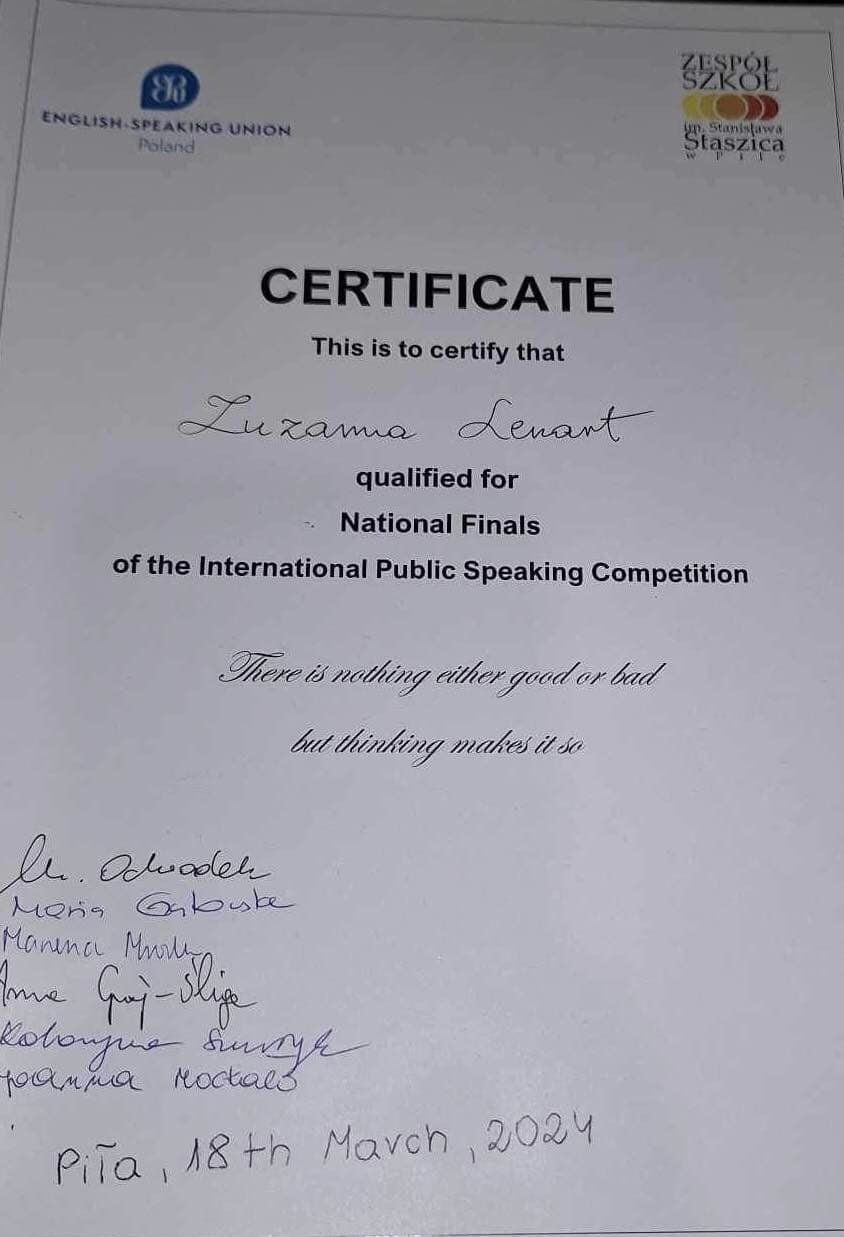 ENGLISH-SPEAKING UNION
Poland
ZESPÓŁ
SZKÓŁ
im. Stanisława
Staszica
w Pile
CERTIFICATE
This is to certify that
Zuzanna Lenart
qualified for
National Finals
of the International Public Speaking Competition
There is nothing either good or bad
but thinking makes it so
Maria
Anna
Joanna
Piła, 18th March, 2024